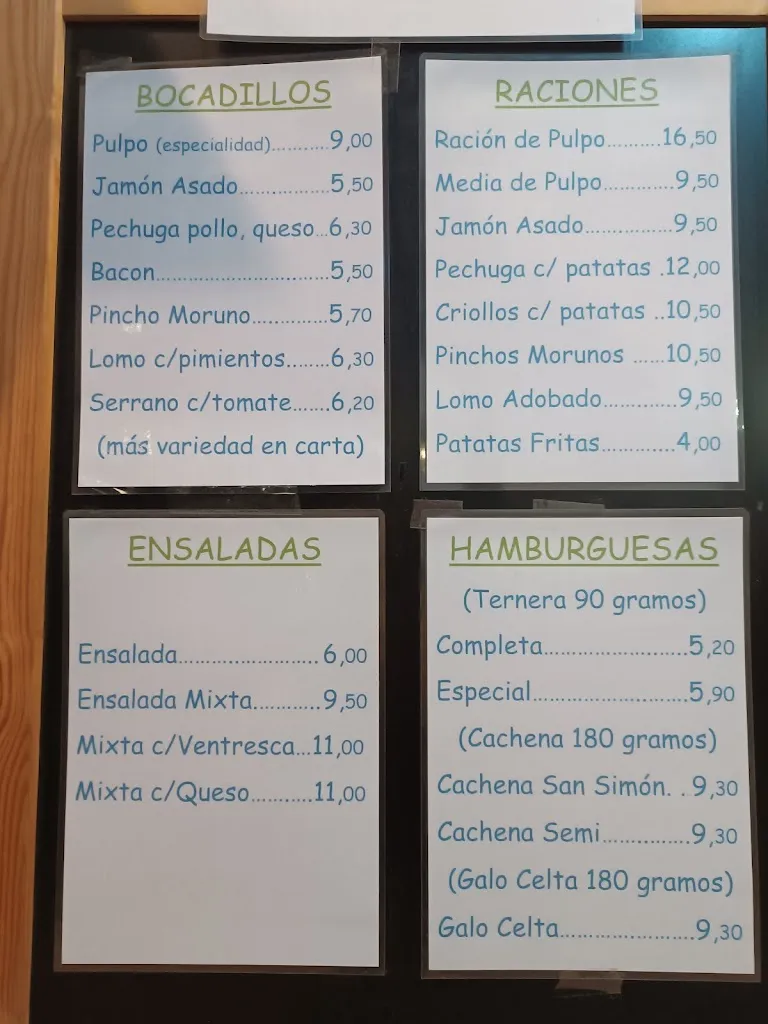 BOCADILLOS
Pulpo (especialidad)..........9,00
Jamón Asado...............5,50
Pechuga pollo, queso...6,30
Bacon............................5,50
Pincho Moruno.............5,70
Lomo c/pimientos........6,30
Serrano c/tomate.......6,20
(más variedad en carta)
RACIONES
Ración de Pulpo..........16,50
Media de Pulpo.............9,50
Jamón Asado................9,50
Pechuga c/ patatas .12,00
Criollos c/ patatas ..10,50
Pinchos Morunos ......10,50
Lomo Adobado..............9,50
Patatas Fritas..............4,00
ENSALADAS
Ensalada........................6,00
Ensalada Mixta............9,50
Mixta c/Ventresca...11,00
Mixta c/Queso...........11,00
HAMBURGUESAS
(Ternera 90 gramos)
Completa.........................5,20
Especial...........................5,90
(Cachena 180 gramos)
Cachena San Simón. . 9,30
Cachena Semi...............9,30
(Galo Celta 180 gramos)
Galo Celta.......................9,30